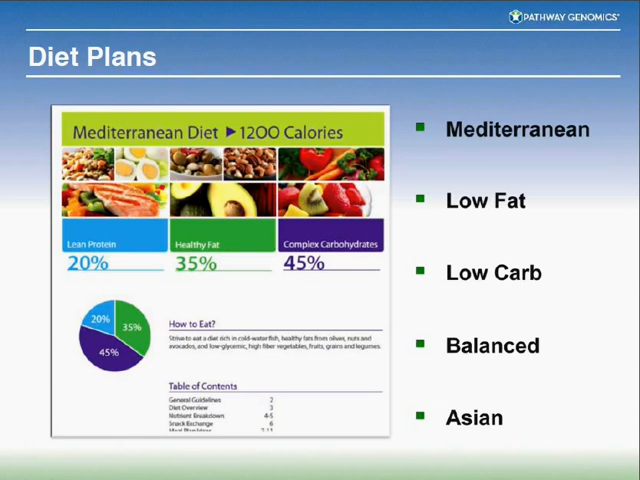 PATHWAY GENOMICS
Diet Plans
Mediterranean Diet ▶ 1200 Calories
Lean Protein
20%
Healthy Fat
35%
Complex Carbohydrates
45%
20%
35%
45%
How to Eat?
Strive to eat a diet rich in cold-water fish, healthy fats from olives, nuts and
avocados, and low-glycemic, high fiber vegetables, fruits, grains and legumes.
Table of Contents
General Guidelines 2
Diet Overview 3
Nutrient Breakdown 4-5
Snack Exchange 6
Mediterranean
Low Fat
Low Carb
Balanced
Asian